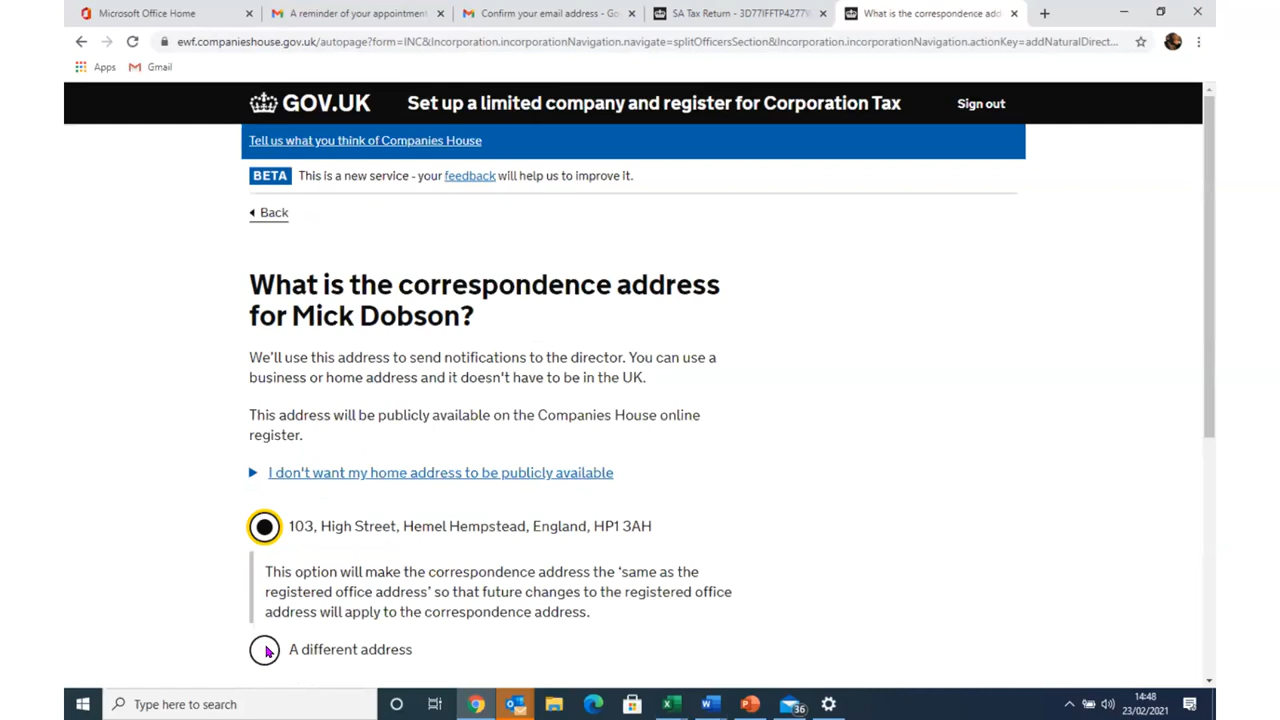 Microsoft Office Home
A reminder of your appointment
Confirm your email address - Go
SA Tax Return - 3D77IFFTP4277
What is the correspondence add
ewf.companieshouse.gov.uk/autopage?form=INC&Incorporation.incorporationNavigation.navigate=splitOfficersSection&Incorporation.incorporationNavigation.actionKey=addNaturalDirect...
Apps Gmail
GOV.UK Set up a limited company and register for Corporation Tax Sign out
Tell us what you think of Companies House
BETA This is a new service - your feedback will help us to improve it.
Back
What is the correspondence address
for Mick Dobson?
We'll use this address to send notifications to the director. You can use a
business or home address and it doesn't have to be in the UK.
This address will be publicly available on the Companies House online
register.
I don't want my home address to be publicly available
103, High Street, Hemel Hempstead, England, HP1 3AH
This option will make the correspondence address the 'same as the
registered office address' so that future changes to the registered office
address will apply to the correspondence address.
A different address
Type here to search
36
14:48
23/02/2021